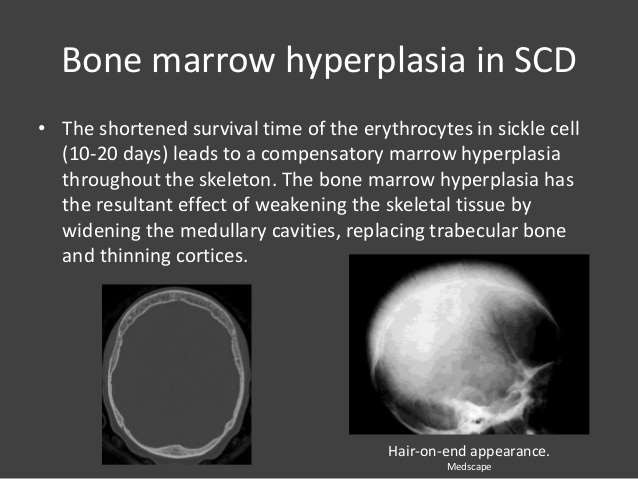 Bone marrow hyperplasia in SCD
• The shortened survival time of the erythrocytes in sickle cell
(10-20 days) leads to a compensatory marrow hyperplasia
throughout the skeleton. The bone marrow hyperplasia has
the resultant effect of weakening the skeletal tissue by
widening the medullary cavities, replacing trabecular bone
and thinning cortices.
Hair-on-end appearance.
Medscape